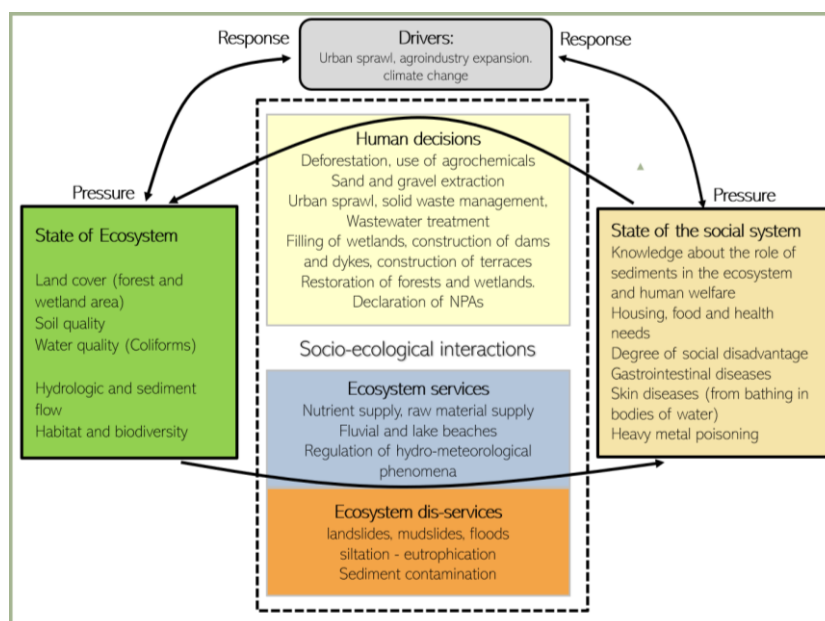 Response
Drivers:
Response
Urban sprawl, agroindustry expansion.
climate change
Human decisions
Deforestation, use of agrochemicals
Sand and gravel extraction
Urban sprawl, solid waste management,
Wastewater treatment
Filling of wetlands, construction of dams
and dykes, construction of terraces
Restoration of forests and wetlands.
Declaration of NPAs
Pressure
Pressure
State of Ecosystem
Land cover (forest and
wetland area)
Soil quality
Water quality (Coliforms)
Hydrologic and sediment
flow
Habitat and biodiversity
State of the social system
Knowledge about the role of
sediments in the ecosystem
and human welfare
Housing, food and health
needs
Degree of social disadvantage
Gastrointestinal diseases
Skin diseases (from bathing in
bodies of water)
Heavy metal poisoning
Socio-ecological interactions
Ecosystem services
Nutrient supply, raw material supply
Fluvial and lake beaches
Regulation of hydro-meteorological
phenomena
Ecosystem dis-services
landslides, mudslides, floods
siltation - eutrophication
Sediment contamination